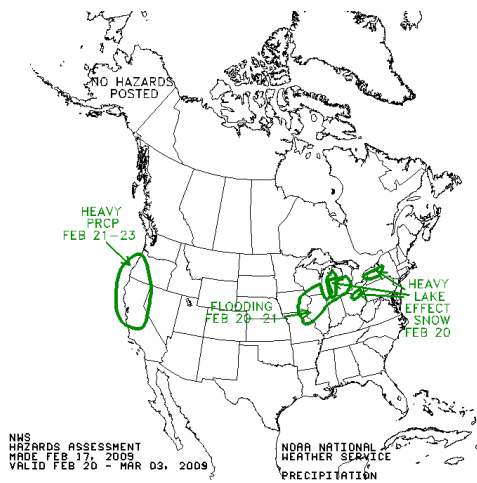 NO HAZARDS
POSTED
HEAVY
PRCP
FEB 21-23
FLOODING
FEB 20-21
HEAVY
LAKE
EFFECT
SNOW
FEB 20
NWS
HAZARDS ASSESSMENT
MADE FEB 17, 2009
VALID FEB 20 - MAR 03, 2009
NOAA NATIONAL
WEATHER SERVICE
PRECIPITATION